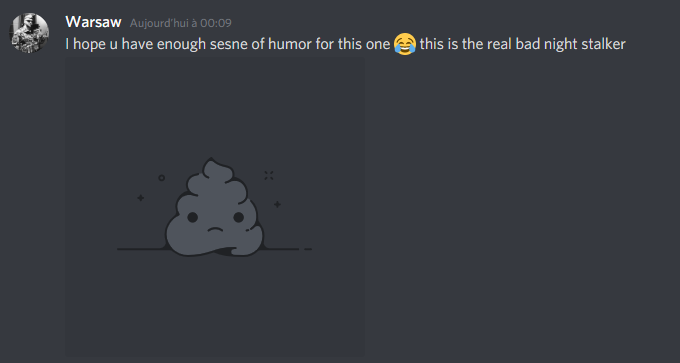 Warsaw Aujourd'hui à 00:09
I hope u have enough sesne of humor for this one 😂 this is the real bad night stalker